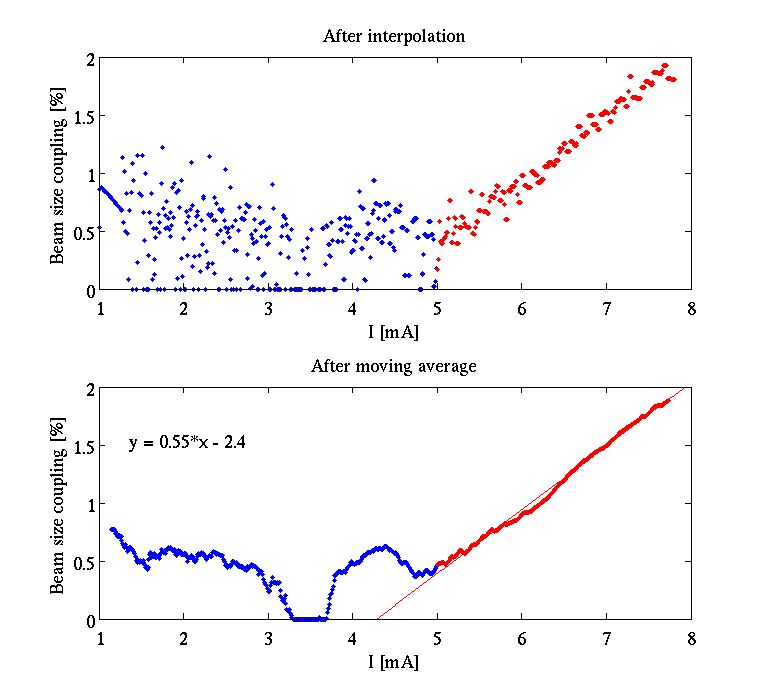 After interpolation
2
1.5
1
0.5
0
Beam size coupling [%]
1 2 3 4 5 6 7 8
I [mA]
After moving average
2
1.5
1
0.5
0
Beam size coupling [%]
y = 0.55*x - 2.4
1 2 3 4 5 6 7 8
I [mA]